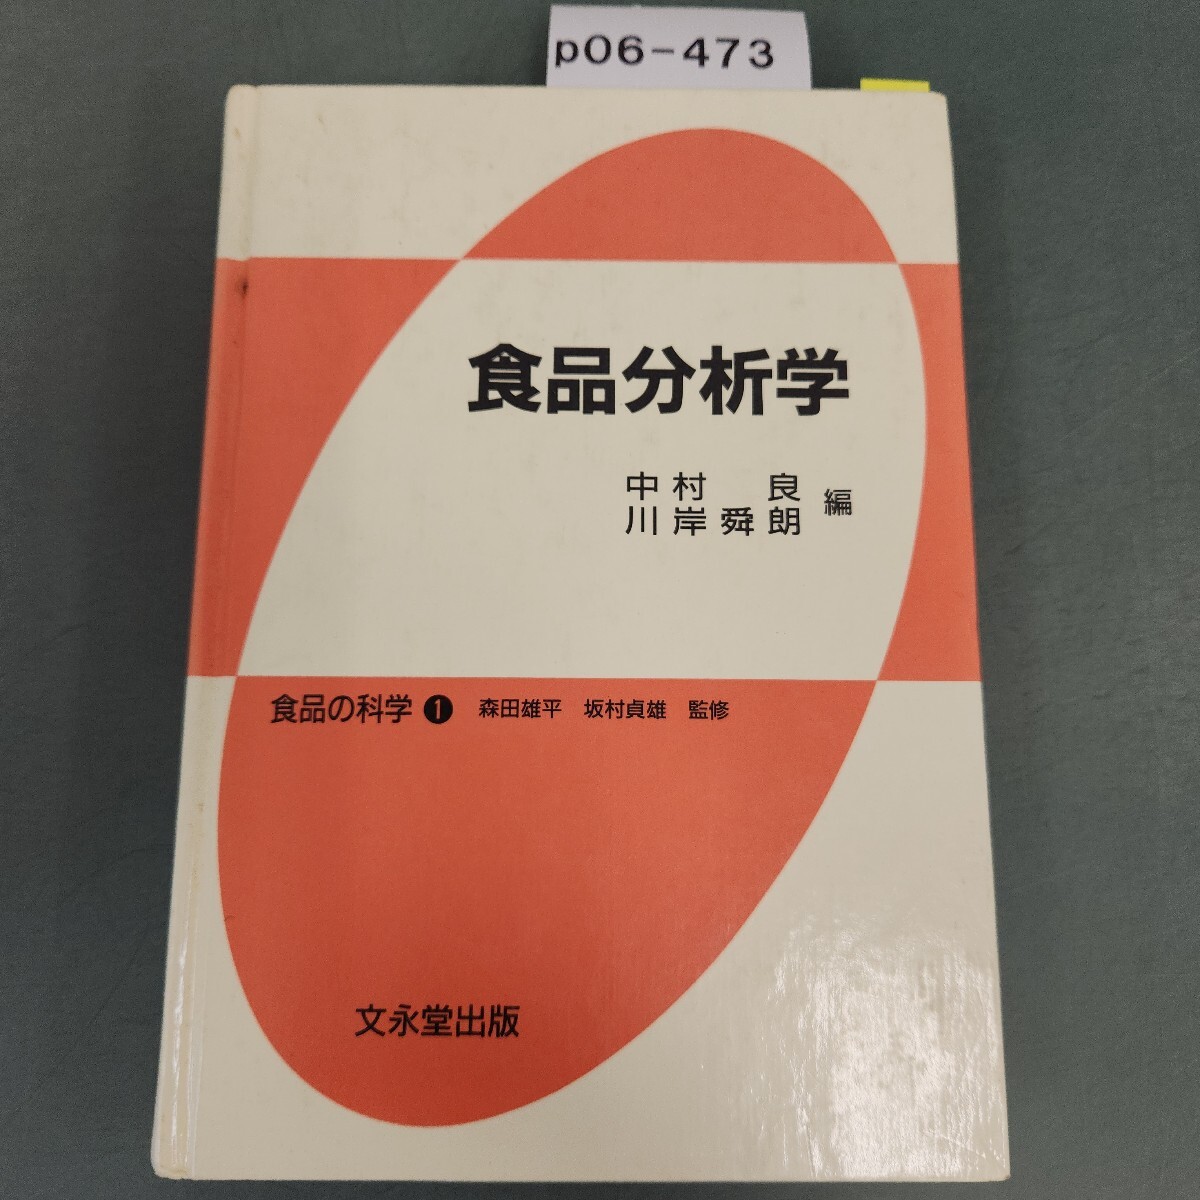 p06-473
食品分析学
中村 良
川岸舜朗 編
食品の科学 ❶ 森田雄平 坂村貞雄 監修
文永堂出版